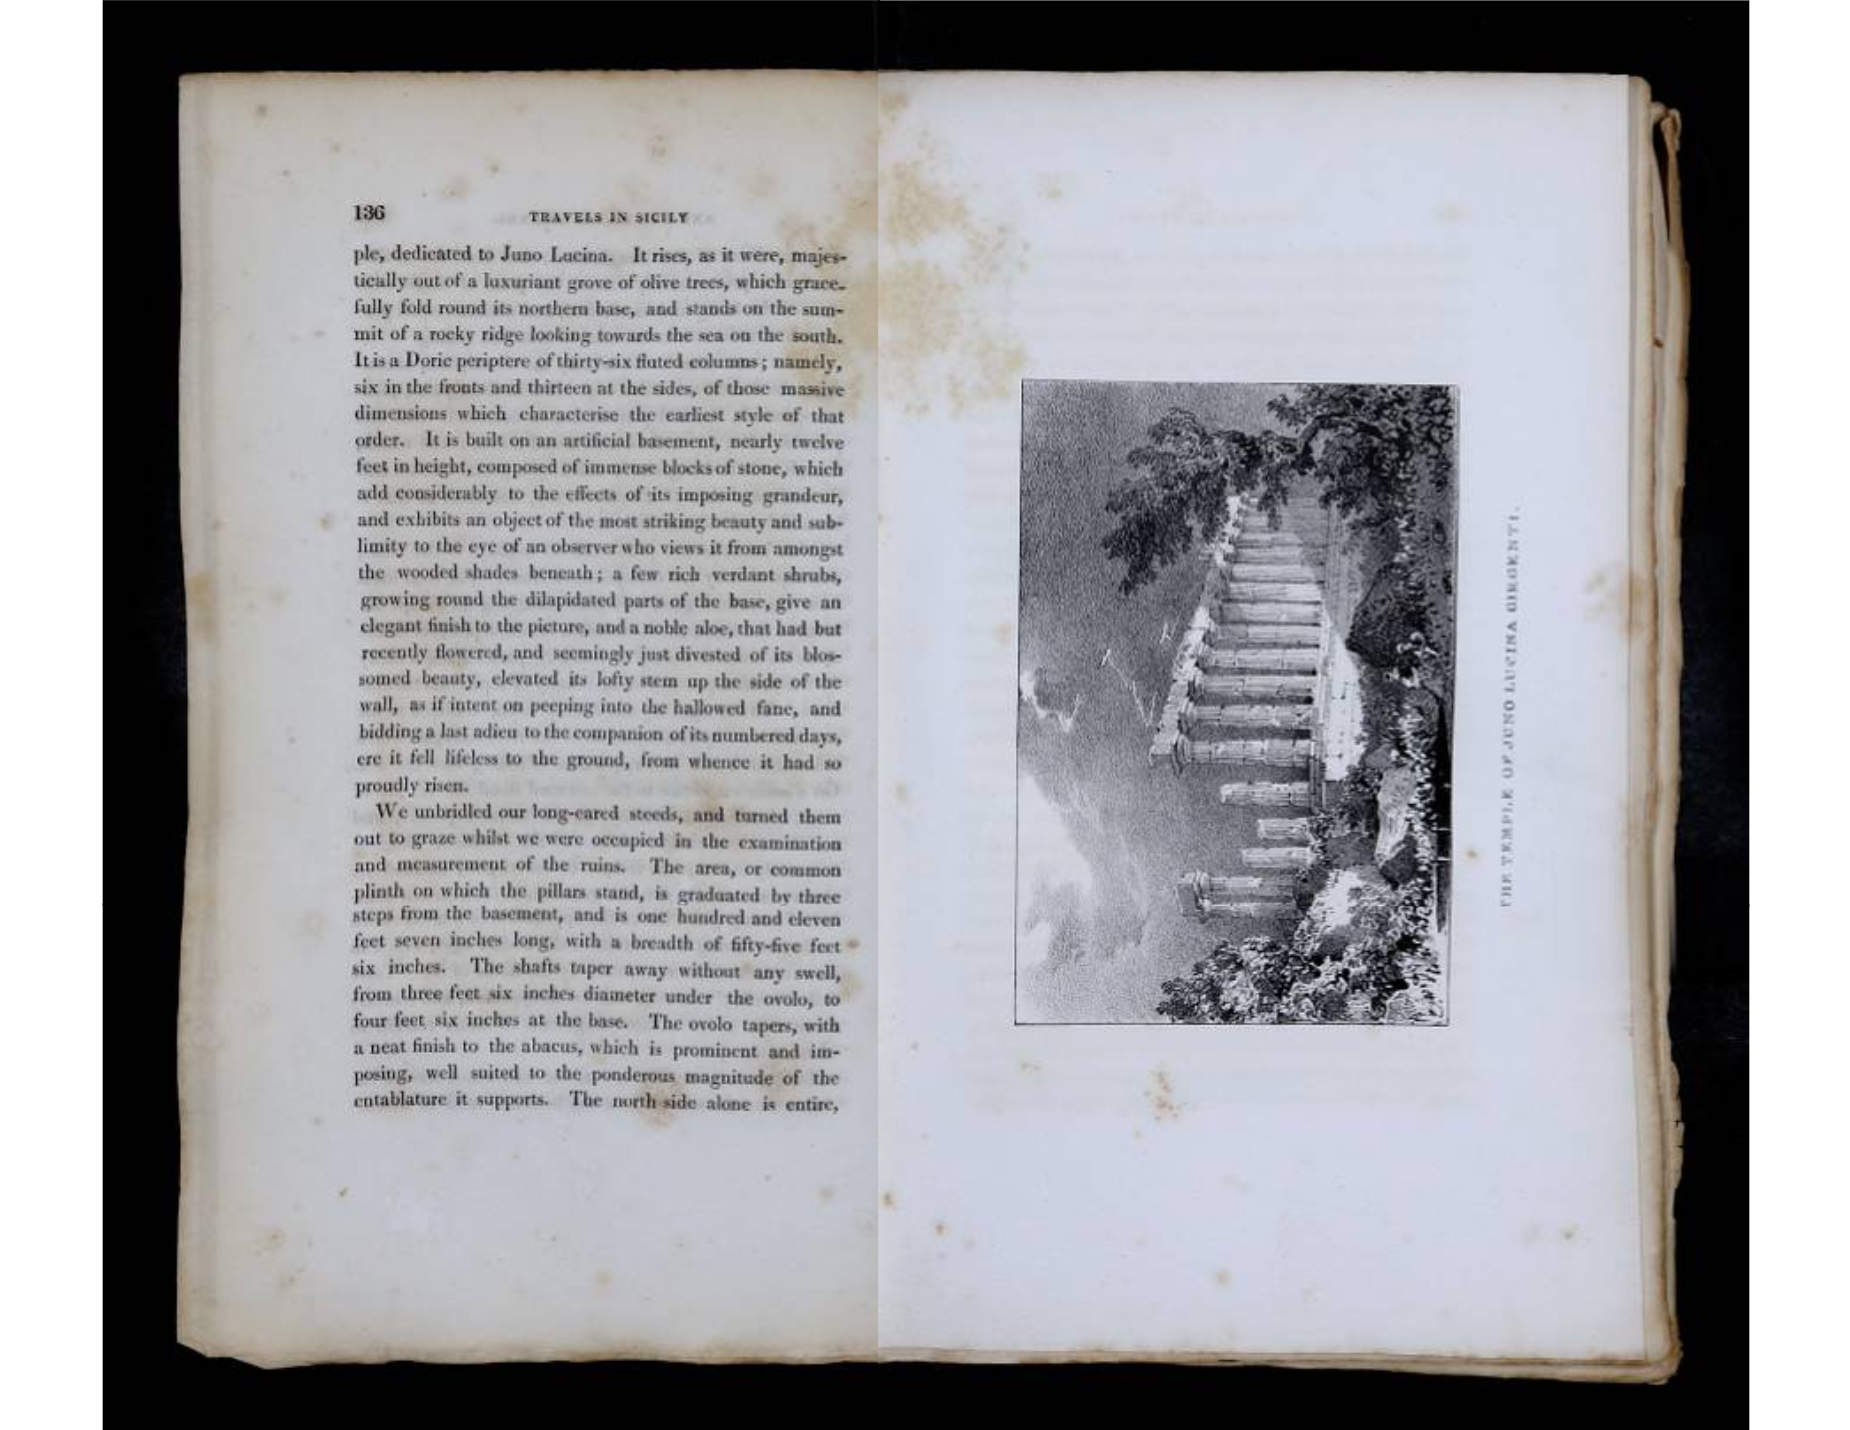 136
TRAVELS IN SICILY
ple, dedicated to Juno Lucina. It rises, as it were, majes-
tically out of a luxuriant grove of olive trees, which grace-
fully fold round its northern base, and stands on the sum-
mit of a rocky ridge looking towards the sea on the south.
It is a Doric periptere of thirty-six fluted columns; namely,
six in the fronts and thirteen at the sides, of those massive
dimensions which characterise the earliest style of that
order. It is built on an artificial basement, nearly twelve
feet in height, composed of immense blocks of stone, which
add considerably to the effects of its imposing grandeur,
and exhibits an object of the most striking beauty and sub-
limity to the eye of an observer who views it from amongst
the wooded shades beneath; a few rich verdant shrubs,
growing round the dilapidated parts of the base, give an
elegant finish to the picture, and a noble aloe, that had but
recently flowered, and seemingly just divested of its blos-
somed beauty, elevated its lofty stem up the side of the
wall, as if intent on peeping into the hallowed fane, and
bidding a last adieu to the companion of its numbered days,
ere it fell lifeless to the ground, from whence it had so
proudly risen.
We unbridled our long-eared steeds, and turned them
out to graze whilst we were occupied in the examination
and measurement of the ruins. The area, or common
plinth on which the pillars stand, is graduated by three
steps from the basement, and is one hundred and eleven
feet seven inches long, with a breadth of fifty-five feet
six inches. The shafts taper away without any swell,
from three feet six inches diameter under the ovolo, to
four feet six inches at the base. The ovolo tapers, with
a neat finish to the abacus, which is prominent and im-
posing, well suited to the ponderous magnitude of the
entablature it supports. The north side alone is entire,
THE TEMPLE OF JUNO LUCINA GIRGENTI.